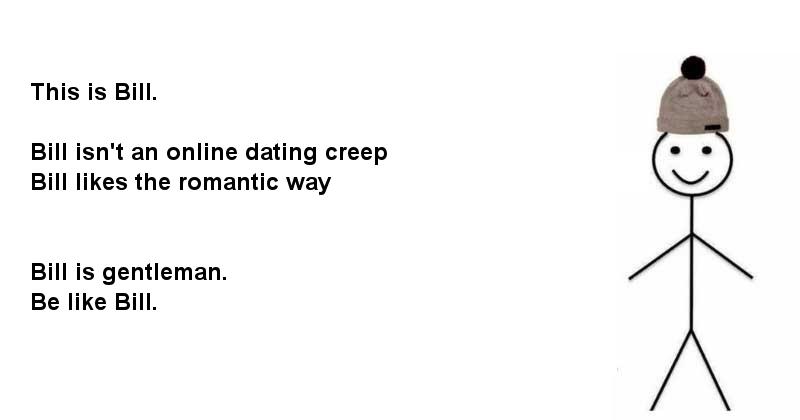 This is Bill.
Bill isn't an online dating creep
Bill likes the romantic way
Bill is gentleman.
Be like Bill.